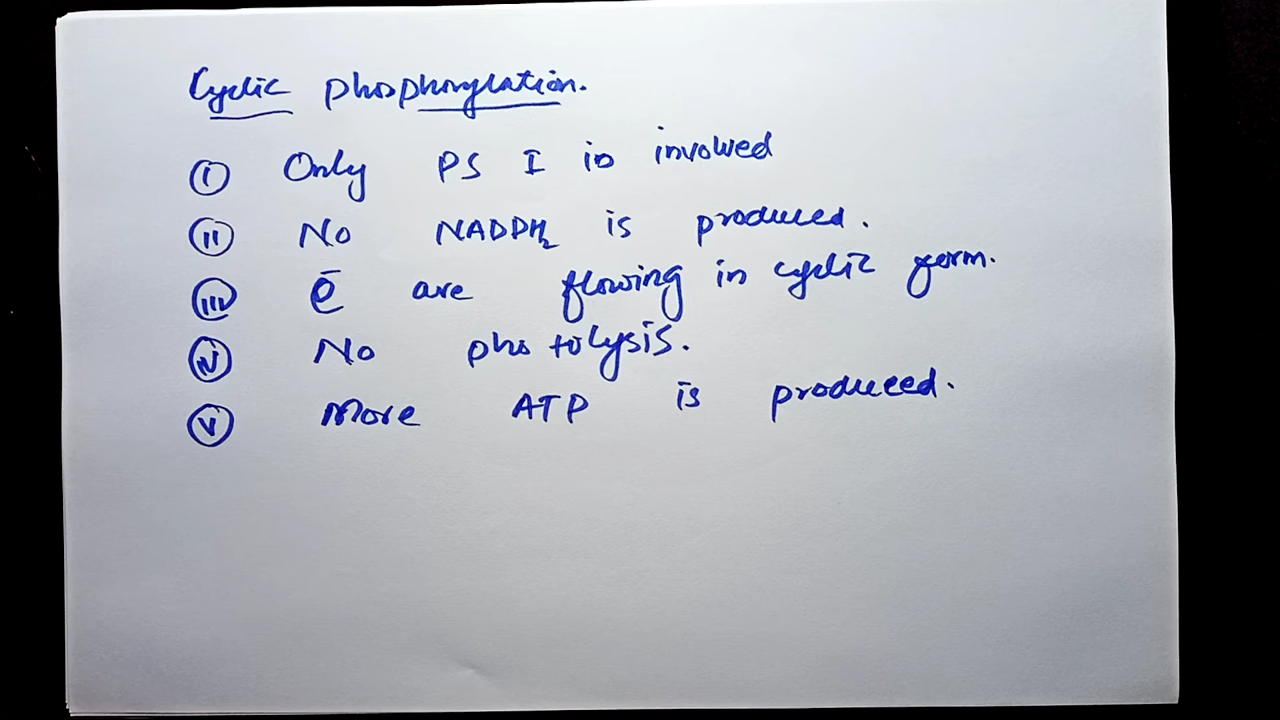 Cyclic phosphorylation.
(i) Only PS I is involved
(ii) No NADPH₂ is produced.
(iii) ē are flowing in cyclic form.
(iv) No photolysis.
(v) More ATP is produced.